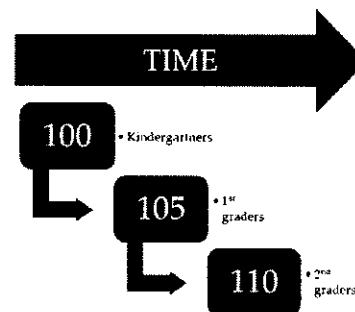 TIME
100
• Kindergartners
105
• 1st
graders
110
• 2nd
graders